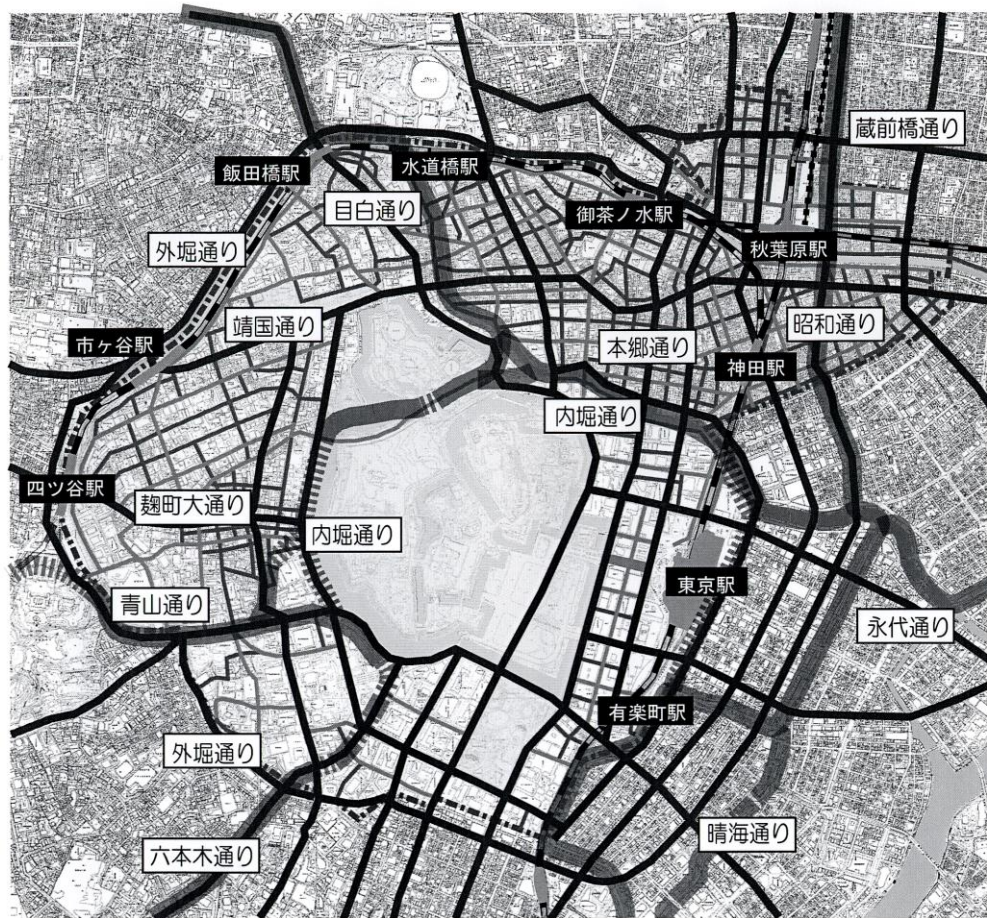 蔵前橋通り
飯田橋駅
水道橋駅
目白通り
御茶ノ水駅
外堀通り
秋葉原駅
靖国通り
昭和通り
市ヶ谷駅
本郷通り
神田駅
内堀通り
四ツ谷駅
麹町大通り
内堀通り
東京駅
青山通り
永代通り
有楽町駅
外堀通り
晴海通り
六本木通り